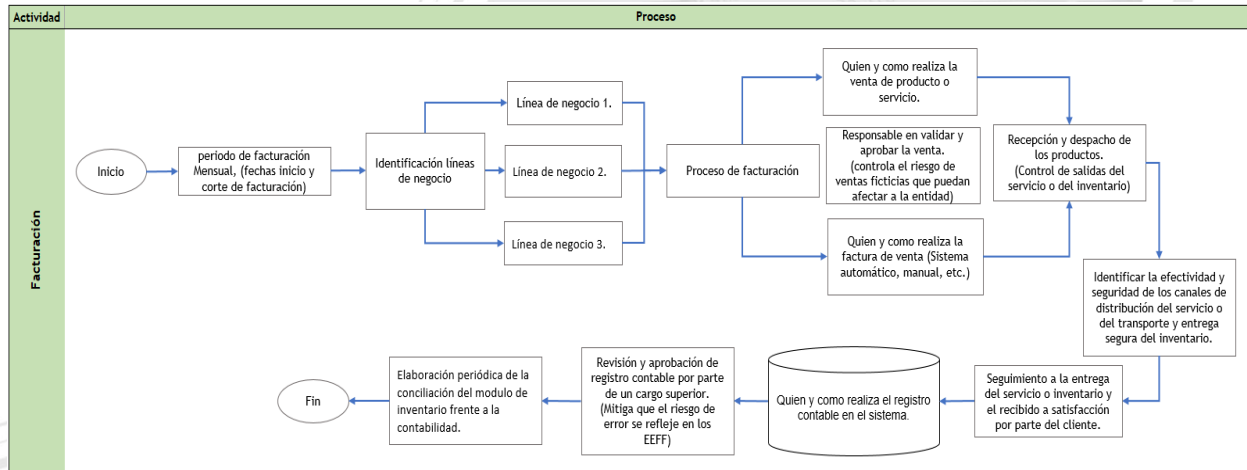 Actividad
Proceso
Facturación
Inicio
periodo de facturación
Mensual, (fechas inicio y
corte de facturación)
Identificación líneas
de negocio
Línea de negocio 1.
Línea de negocio 2.
Línea de negocio 3.
Proceso de facturación
Quien y como realiza la
venta de producto o
servicio.
Responsable en validar y
aprobar la venta.
(controla el riesgo de
ventas ficticias que puedan
afectar a la entidad)
Quien y como realiza la
factura de venta (Sistema
automático, manual, etc.)
Recepción y despacho de
los productos.
(Control de salidas del
servicio o del inventario)
Identificar la efectividad y
seguridad de los canales de
distribución del servicio o
del transporte y entrega
segura del inventario.
Seguimiento a la entrega
del servicio o inventario y
el recibido a satisfacción
por parte del cliente.
Quien y como realiza el registro
contable en el sistema.
Revisión y aprobación de
registro contable por parte
de un cargo superior.
(Mitiga que el riesgo de
error se refleje en los
EEFF)
Elaboración periódica de la
conciliación del modulo de
inventario frente a la
contabilidad.
Fin